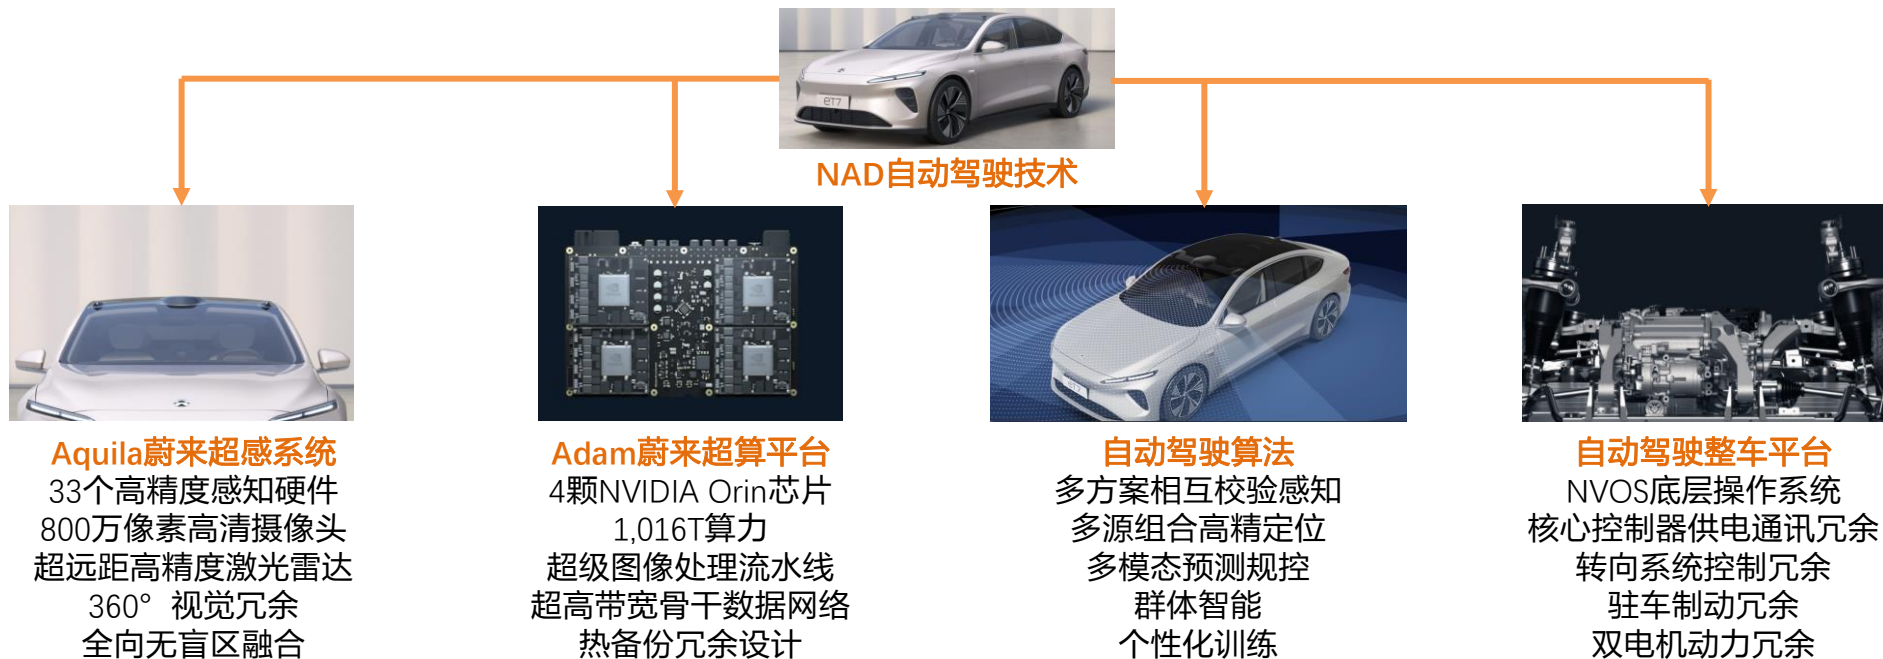 ET7
NAD自动驾驶技术
Aquila蔚来超感系统
33个高精度感知硬件
800万像素高清摄像头
超远距高精度激光雷达
360°视觉冗余
全向无盲区融合
Adam蔚来超算平台
4颗NVIDIA Orin芯片
1,016T算力
超级图像处理流水线
超高带宽骨干数据网络
热备份冗余设计
ET7
自动驾驶算法
多方案相互校验感知
多源组合高精定位
多模态预测规控
群体智能
个性化训练
自动驾驶整车平台
NVOS底层操作系统
核心控制器供电通讯冗余
转向系统控制冗余
驻车制动冗余
双电机动力冗余